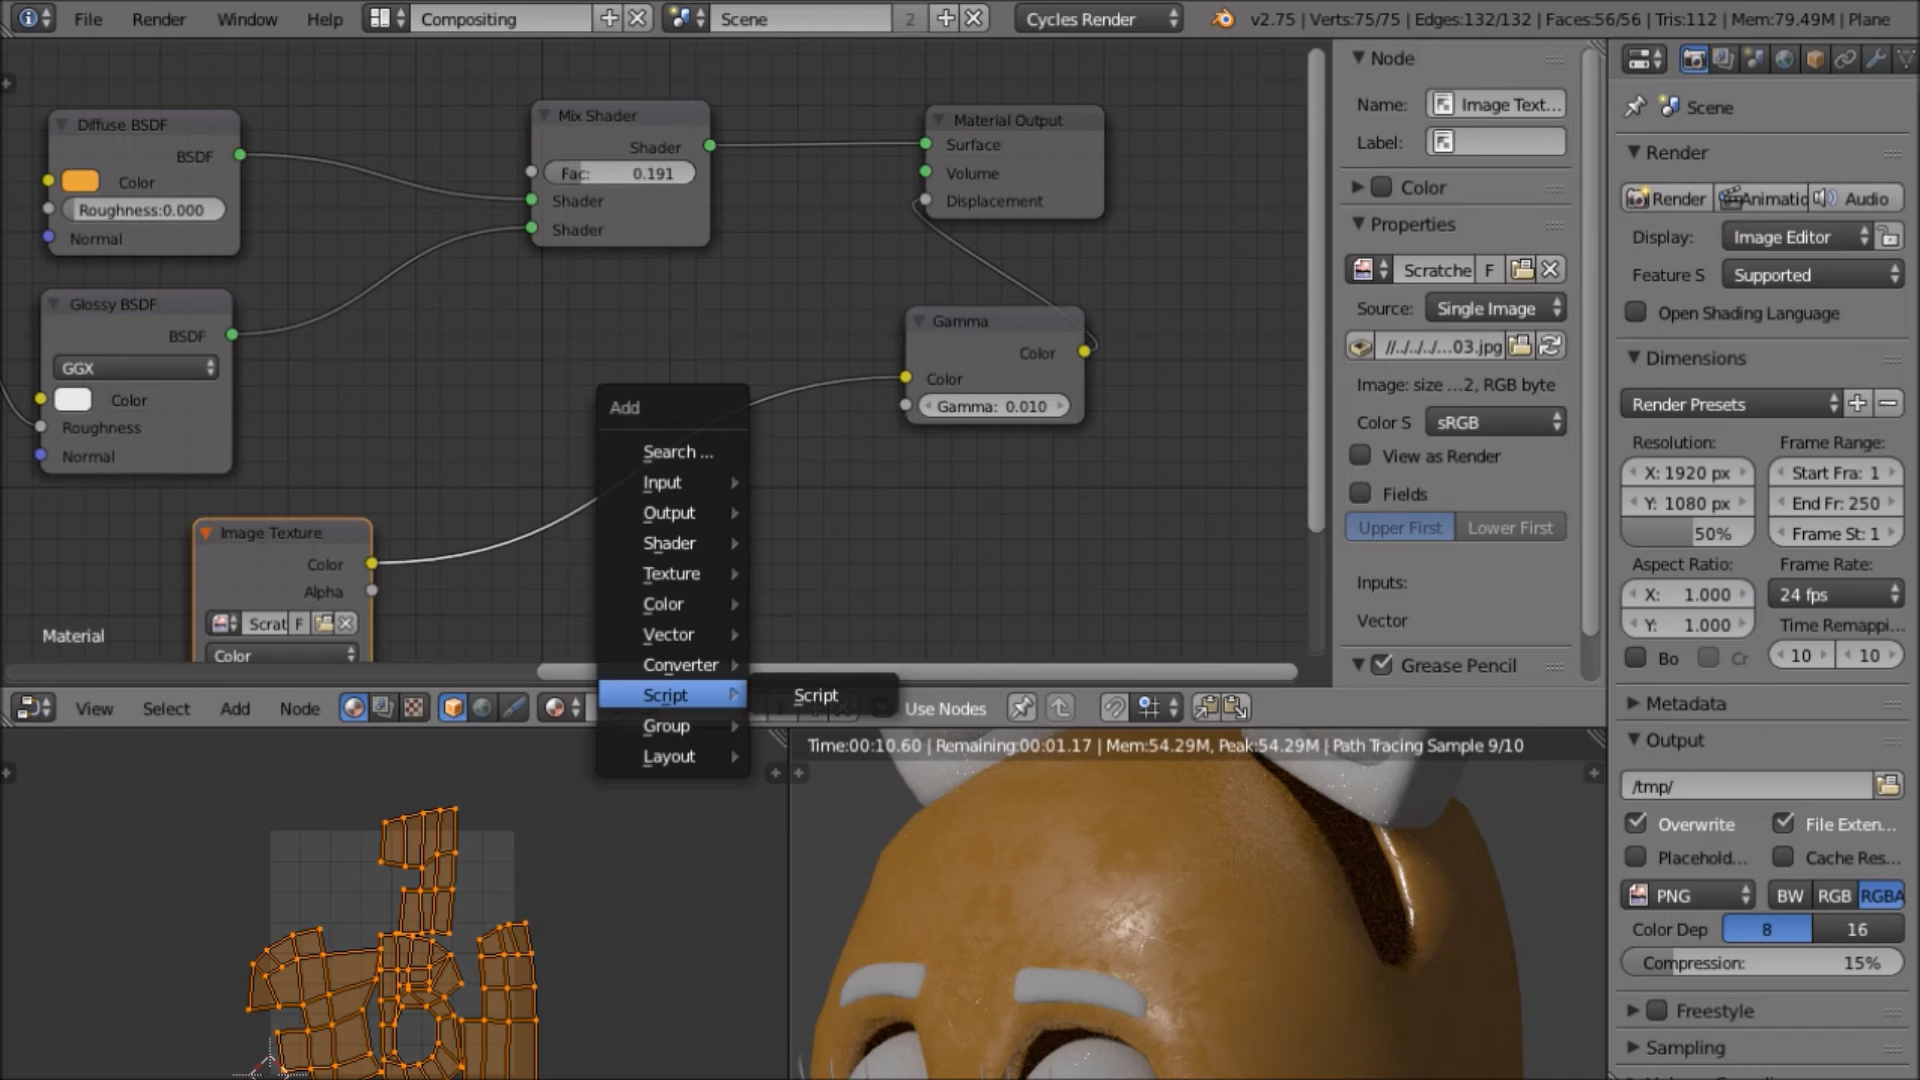 File Render Window Help Compositing Scene 2 Cycles Render v2.75 | Verts:75/75 | Edges:132/132 | Faces:56/56 | Tris:112 | Mem:79.49M | Plane
Diffuse BSDF
BSDF
Color
Roughness:0.000
Normal
Mix Shader
Shader
Fac: 0.191
Shader
Shader
Material Output
Surface
Volume
Displacement
Glossy BSDF
BSDF
GGX
Color
Roughness
Normal
Gamma
Color
Color
Gamma: 0.010
Image Texture
Color
Alpha
Scrat F
Color
Material
Add
Search ...
Input
Output
Shader
Texture
Color
Vector
Converter
Script
Group
Layout
Script
View Select Add Node Use Nodes
Node
Name: Image Text...
Label:
Color
Properties
Scratche F
Source: Single Image
//../../../...03.jpg
Image: size ...2, RGB byte
Color S sRGB
View as Render
Fields
Upper First Lower First
Inputs:
Vector
Grease Pencil
Time:00:10.60 | Remaining:00:01.17 | Mem:54.29M, Peak:54.29M | Path Tracing Sample 9/10
Scene
Render
Render Animatic Audio
Display: Image Editor
Feature S Supported
Open Shading Language
Dimensions
Render Presets
Resolution: Frame Range:
X: 1920 px Start Fra: 1
Y: 1080 px End Fr: 250
50% Frame St: 1
Aspect Ratio: Frame Rate:
X: 1.000 24 fps
Y: 1.000 Time Remappi...
Bo Cr 10 10
Metadata
Output
/tmp/
Overwrite File Exten...
Placehold... Cache Res...
PNG BW RGB RGBA
Color Dep 8 16
Compression: 15%
Freestyle
Sampling